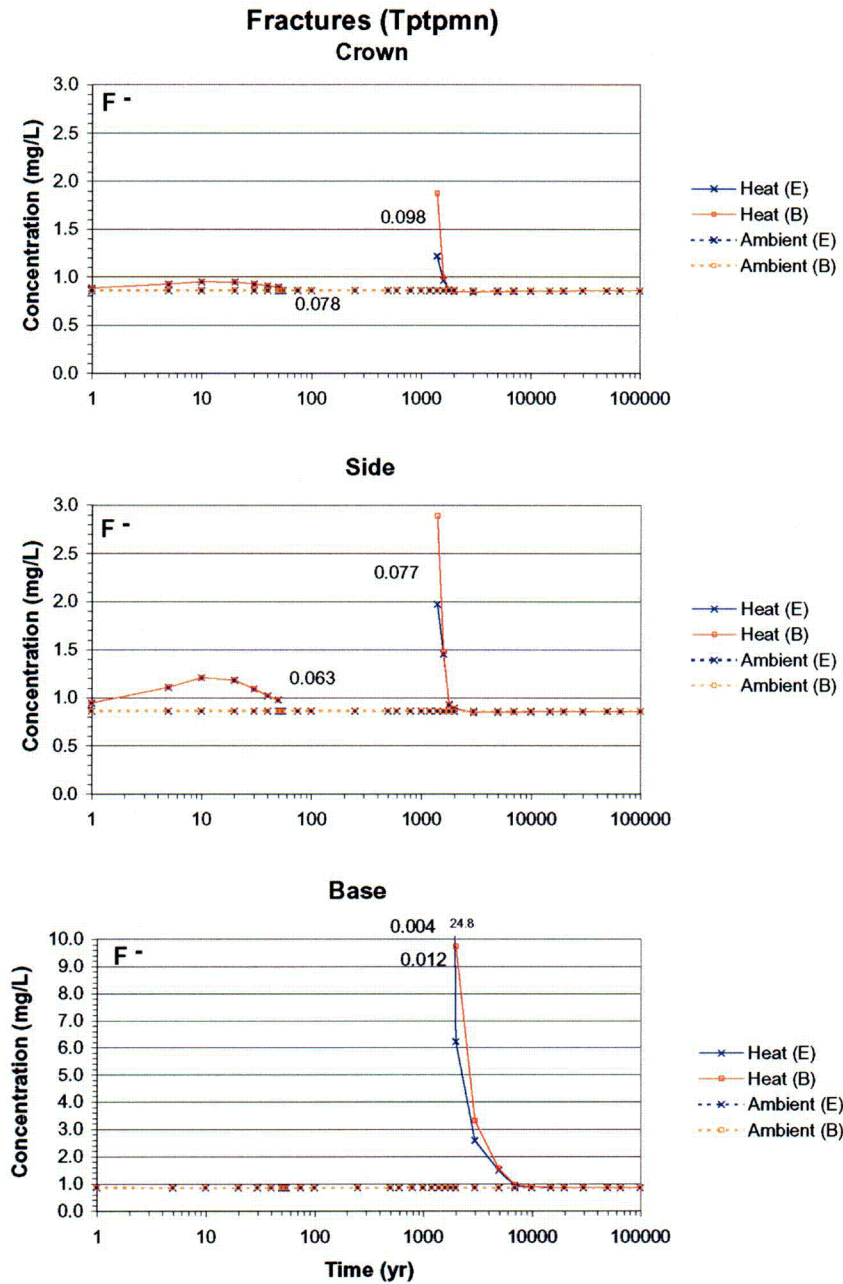 Fractures (Tptpmn)
Crown
F -
3.0
2.5
2.0
1.5
1.0
0.5
0.0
Concentration (mg/L)
0.098
0.078
1 10 100 1000 10000 100000
Heat (E)
Heat (B)
Ambient (E)
Ambient (B)
Side
F -
3.0
2.5
2.0
1.5
1.0
0.5
0.0
Concentration (mg/L)
0.077
0.063
1 10 100 1000 10000 100000
Heat (E)
Heat (B)
Ambient (E)
Ambient (B)
Base
0.004 24.8
F -
0.012
10.0
9.0
8.0
7.0
6.0
5.0
4.0
3.0
2.0
1.0
0.0
Concentration (mg/L)
1 10 100 1000 10000 100000
Time (yr)
Heat (E)
Heat (B)
Ambient (E)
Ambient (B)